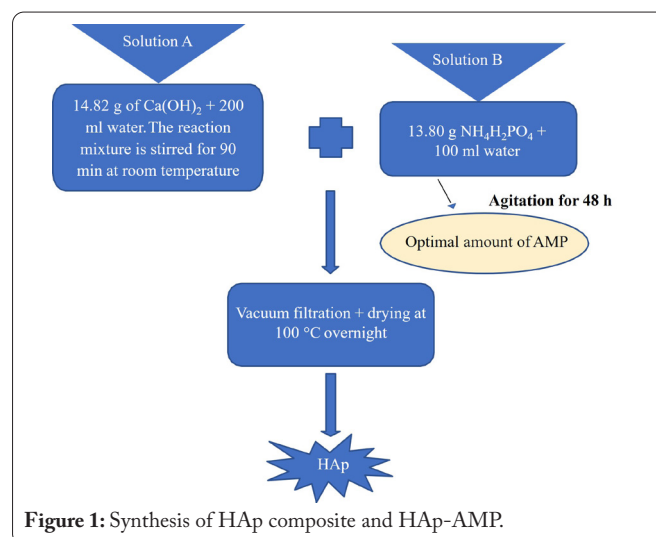 Solution A
14.82 g of Ca(OH)₂ + 200
ml water. The reaction
mixture is stirred for 90
min at room temperature
Solution B
13.80 g NH₄H₂PO₄ +
100 ml water
Agitation for 48 h
Optimal amount of AMP
Vacuum filtration + drying at
100 °C overnight
HAp
Figure 1: Synthesis of HAp composite and HAp-AMP.